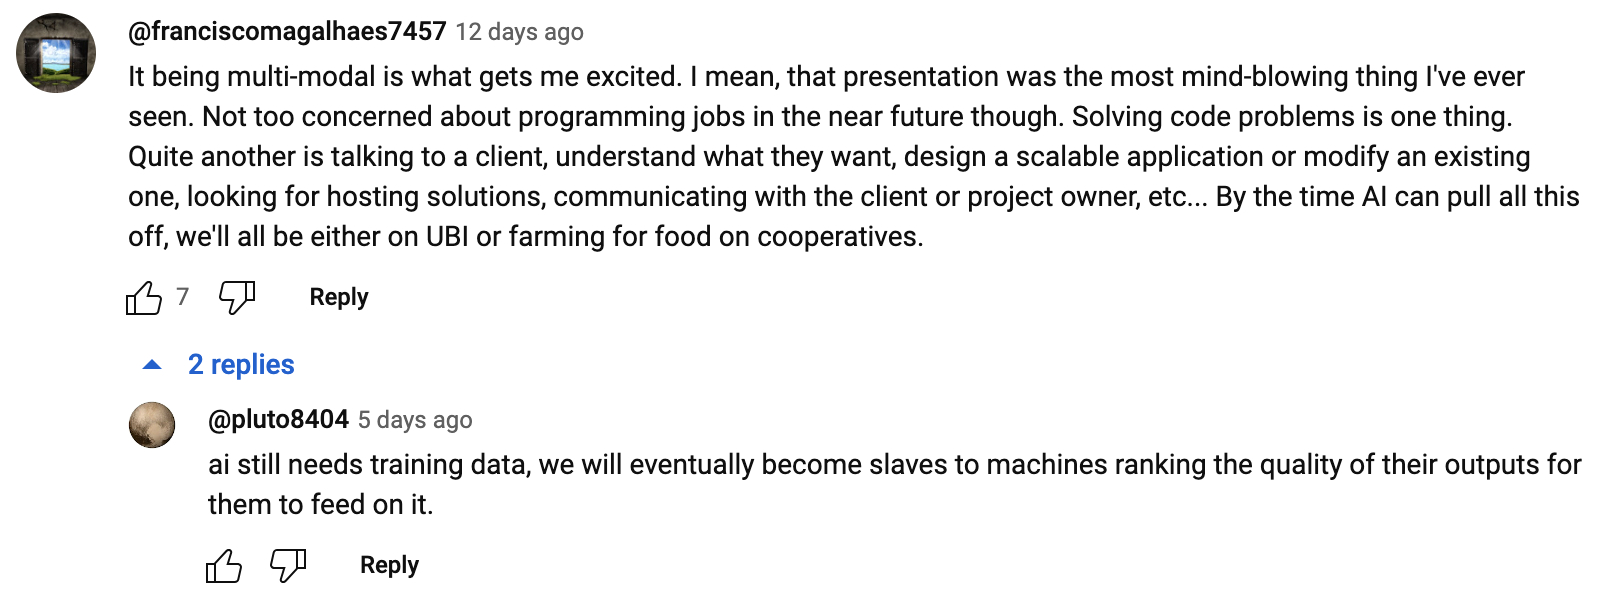 @franciscomagalhaes7457 12 days ago
It being multi-modal is what gets me excited. I mean, that presentation was the most mind-blowing thing I've ever
seen. Not too concerned about programming jobs in the near future though. Solving code problems is one thing.
Quite another is talking to a client, understand what they want, design a scalable application or modify an existing
one, looking for hosting solutions, communicating with the client or project owner, etc... By the time AI can pull all this
off, we'll all be either on UBI or farming for food on cooperatives.
7 Reply
2 replies
@pluto8404 5 days ago
ai still needs training data, we will eventually become slaves to machines ranking the quality of their outputs for
them to feed on it.
Reply